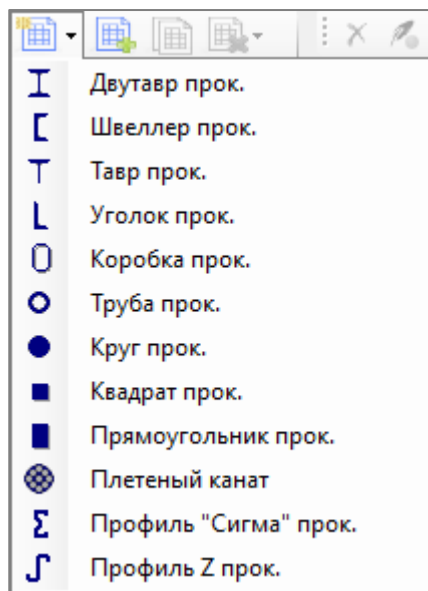 Двутавр прок.
Швеллер прок.
Тавр прок.
Уголок прок.
Коробка прок.
Труба прок.
Круг прок.
Квадрат прок.
Прямоугольник прок.
Плетеный канат
Профиль "Сигма" прок.
Профиль Z прок.